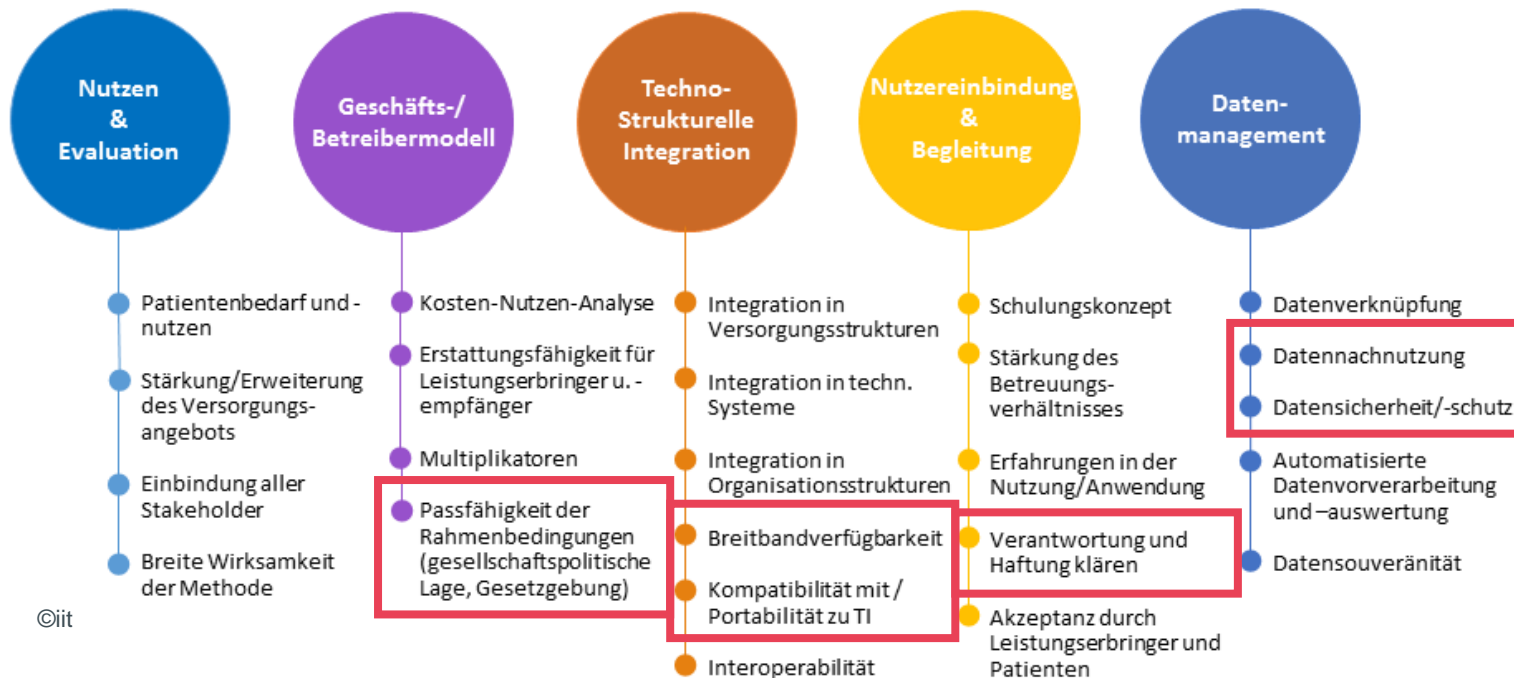 Nutzen
&
Evaluation
Geschäfts-/
Betreibermodell
Techno-
Strukturelle
Integration
Nutzereinbindung
&
Begleitung
Daten-
management
Patientenbedarf und -
nutzen
Stärkung/Erweiterung
des Versorgungs-
angebots
Einbindung aller
Stakeholder
Breite Wirksamkeit
der Methode
Kosten-Nutzen-Analyse
Erstattungsfähigkeit für
Leistungserbringer u. -
empfänger
Multiplikatoren
Passfähigkeit der
Rahmenbedingungen
(gesellschaftspolitische
Lage, Gesetzgebung)
Integration in
Versorgungsstrukturen
Integration in techn.
Systeme
Integration in
Organisationsstrukturen
Breitbandverfügbarkeit
Kompatibilität mit /
Portabilität zu TI
Interoperabilität
Schulungskonzept
Stärkung des
Betreuungs-
verhältnisses
Erfahrungen in der
Nutzung/Anwendung
Verantwortung und
Haftung klären
Akzeptanz durch
Leistungserbringer und
Patienten
Datenverknüpfung
Datennachnutzung
Datensicherheit/-schutz
Automatisierte
Datenvorverarbeitung
und –auswertung
Datensouveränität
©iit